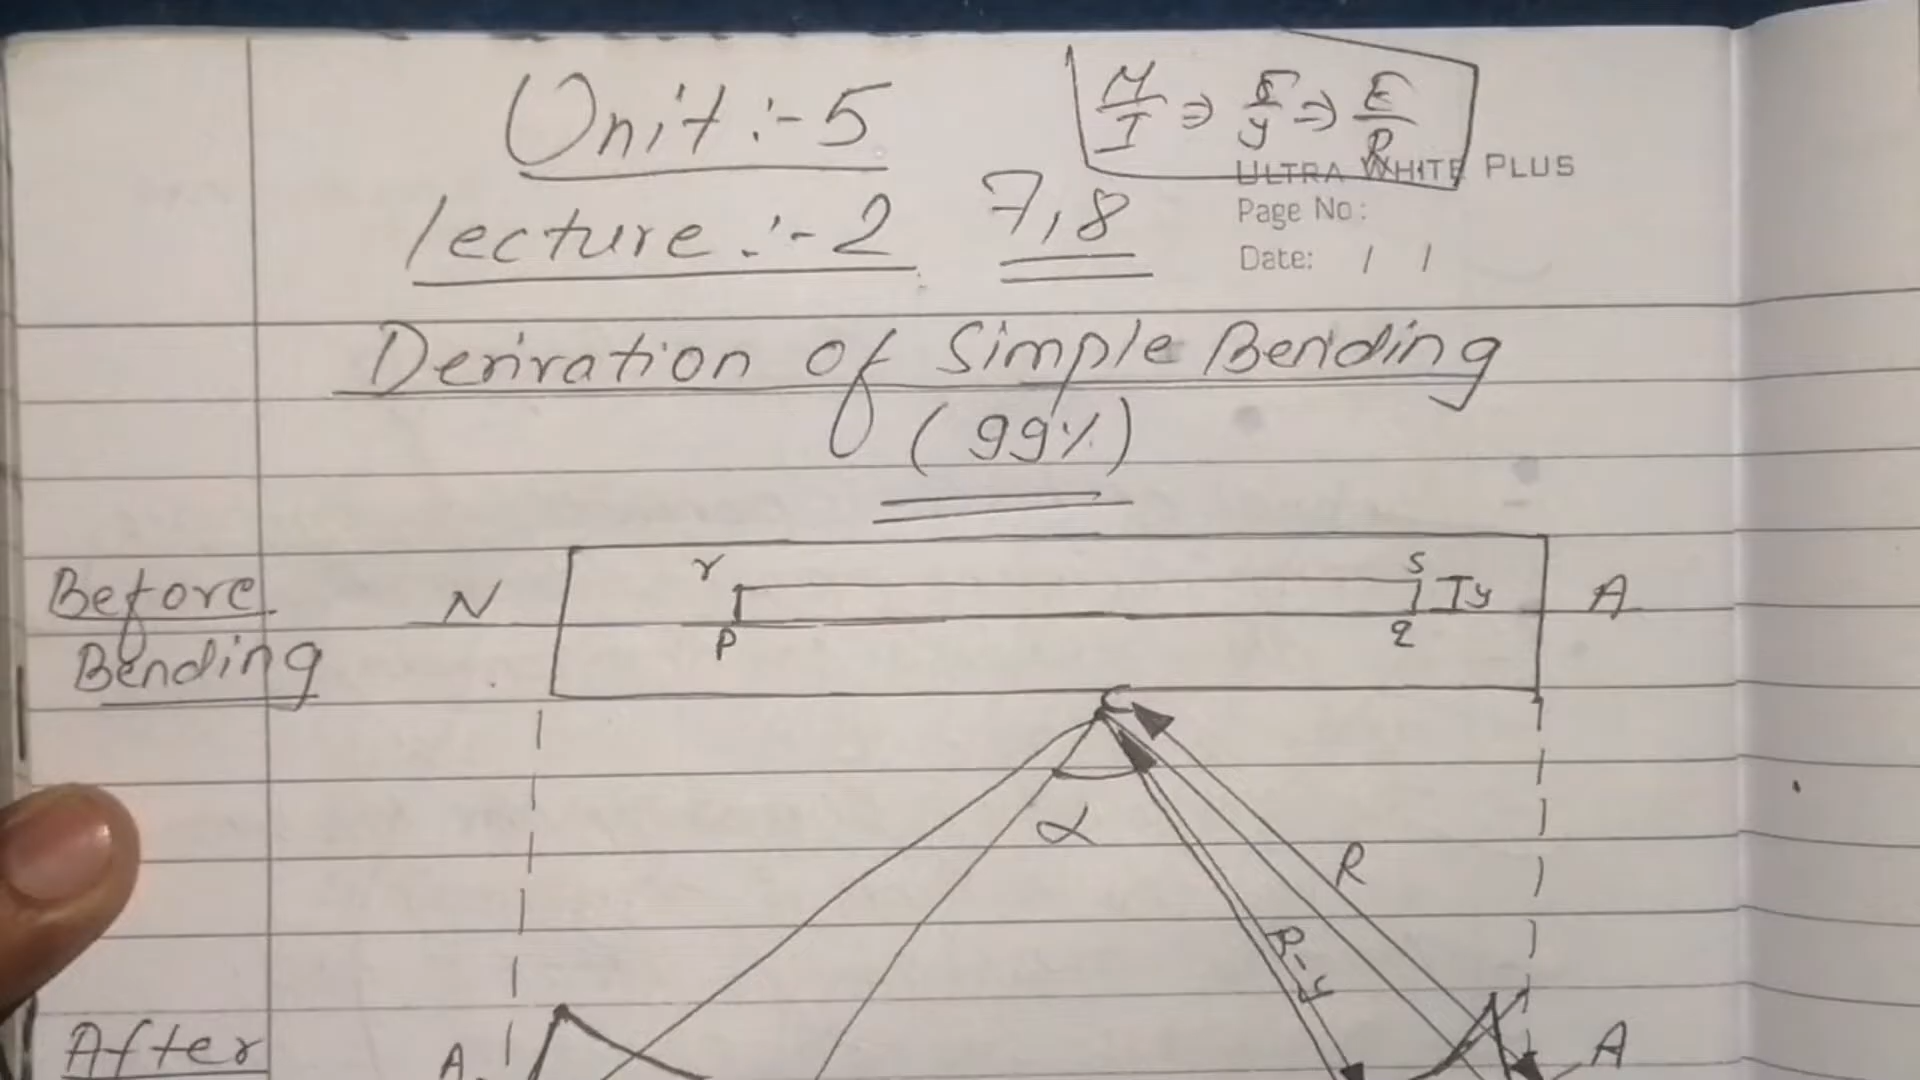 Unit :- 5
M/I ⇒ σ/y ⇒ E/R
ULTRA WHITE PLUS
lecture :- 2
7,8
Page No:
Date: / /
Derivation of Simple Bending
(99%)
Before
Bending
N
r
s
y
A
p
q
C
α
R
R-y
After
A
A